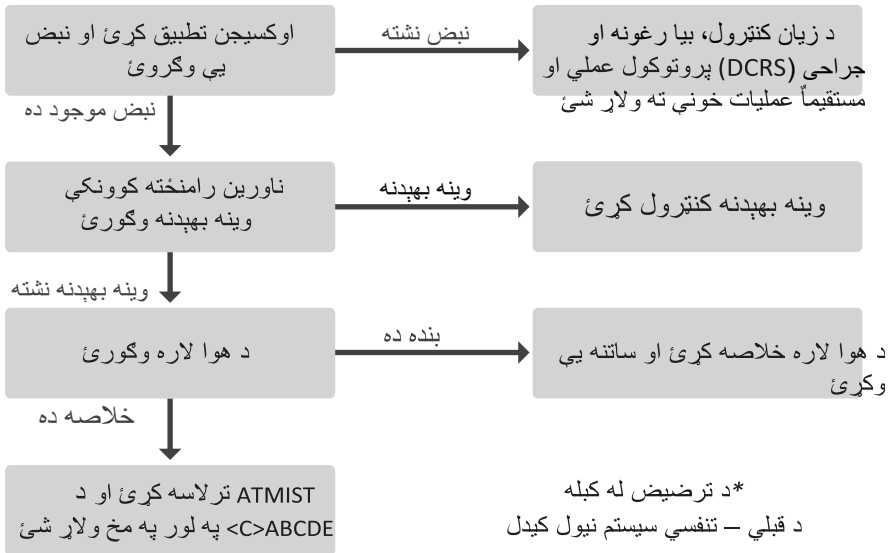 اوکسیجن تطبیق کړئ او نبض
یې وګروئ
نبض نشته
د زیان کنټرول، بیا رغونه او
جراحی (DCRS) پروتوکول عملي او
مستقیماٌ عملیات خونې ته ولاړ شئ
نبض موجود ده
ناورین رامنځته کوونکې
وینه بهېدنه وګورئ
وینه بهېدنه
وینه بهېدنه کنټرول کړئ
وینه بهېدنه نشته
د هوا لاره وګورئ
بنده ده
د هوا لاره خلاصه کړئ او ساتنه یې
وکړئ
خلاصه ده
ATMIST ترلاسه کړئ او د
<C>ABCDE په لور په مخ ولاړ شئ
*د ترضیض له کبله
د قبلي – تنفسي سیستم نیول کیدل